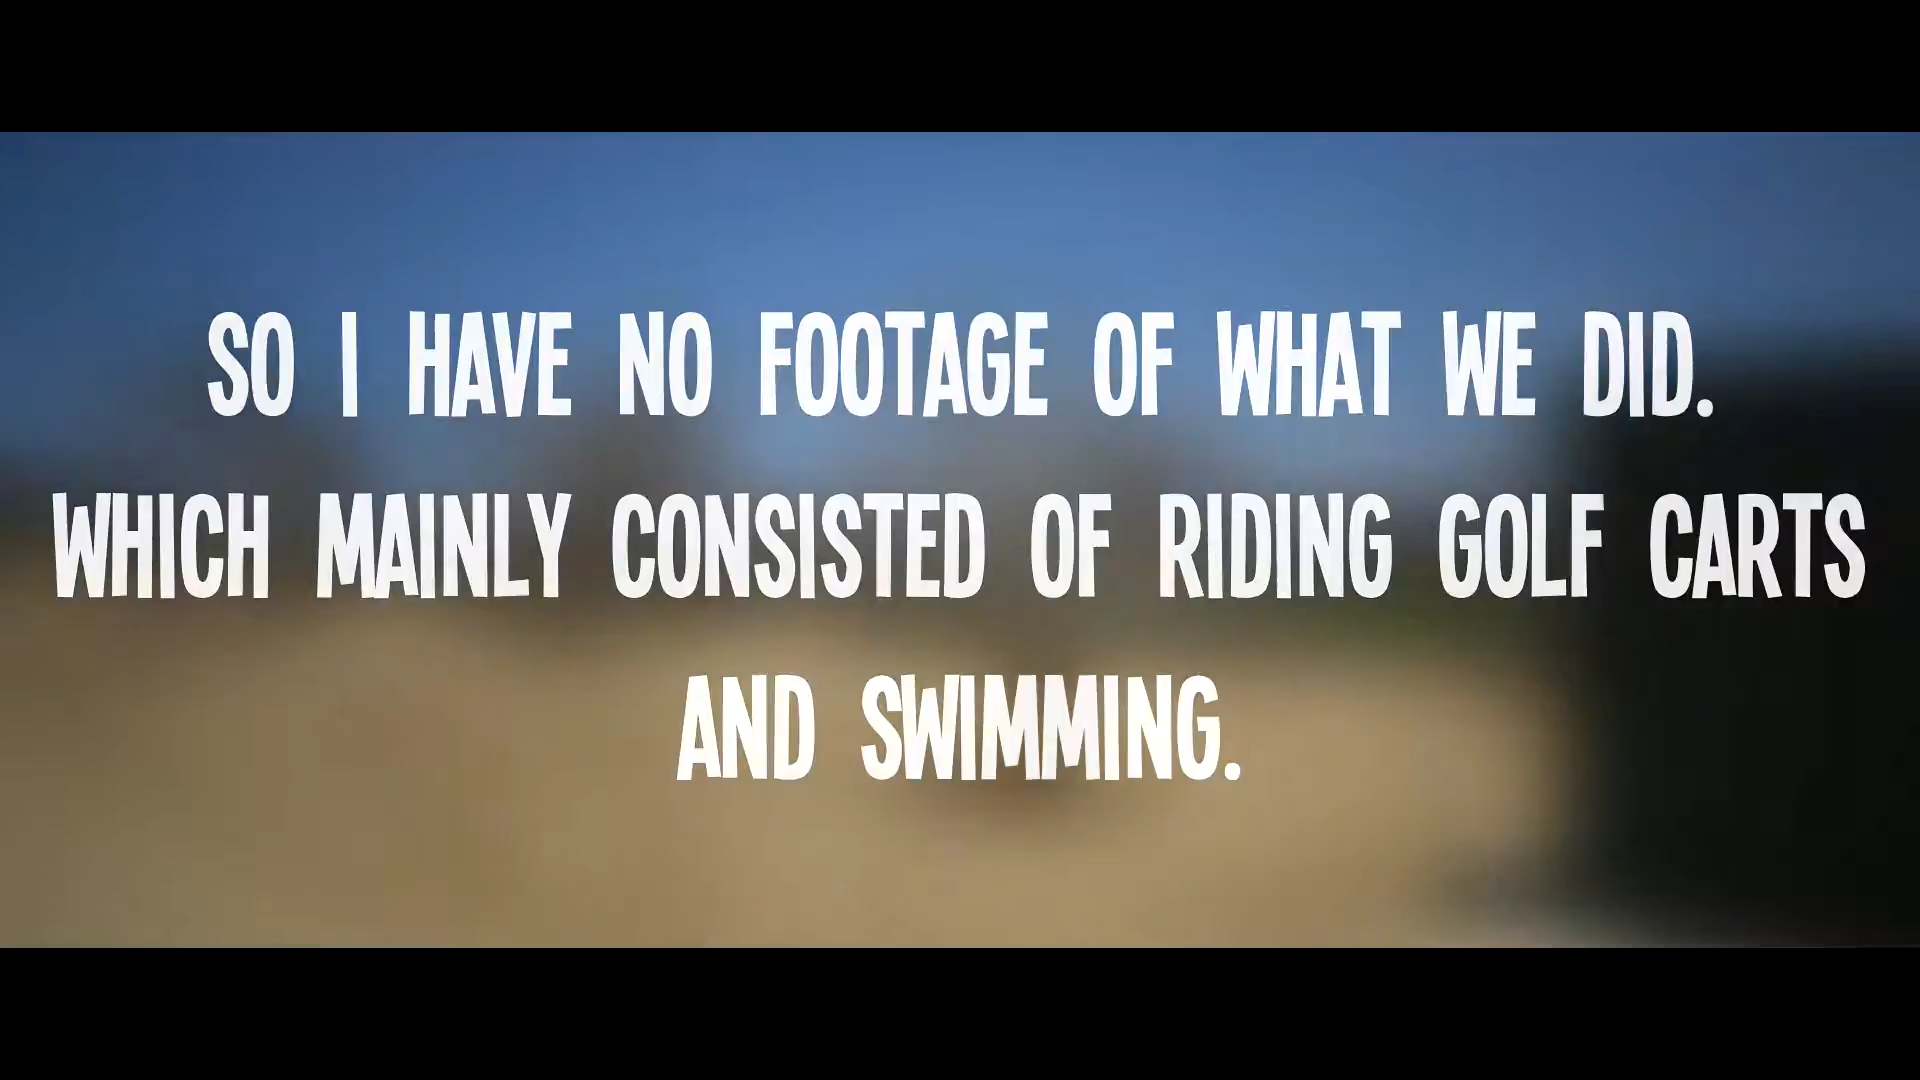 SO I HAVE NO FOOTAGE OF WHAT WE DID.
WHICH MAINLY CONSISTED OF RIDING GOLF CARTS
AND SWIMMING.